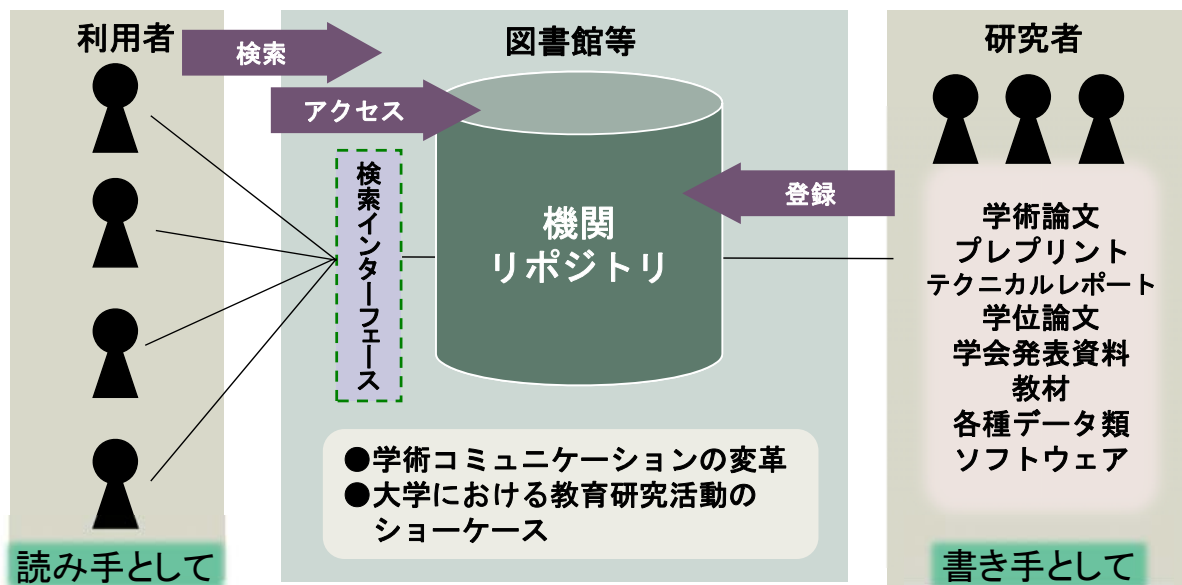 利用者
検索
アクセス
図書館等
検索インターフェース
機関
リポジトリ
●学術コミュニケーションの変革
●大学における教育研究活動の
ショーケース
登録
研究者
学術論文
プレプリント
テクニカルレポート
学位論文
学会発表資料
教材
各種データ類
ソフトウェア
読み手として
書き手として